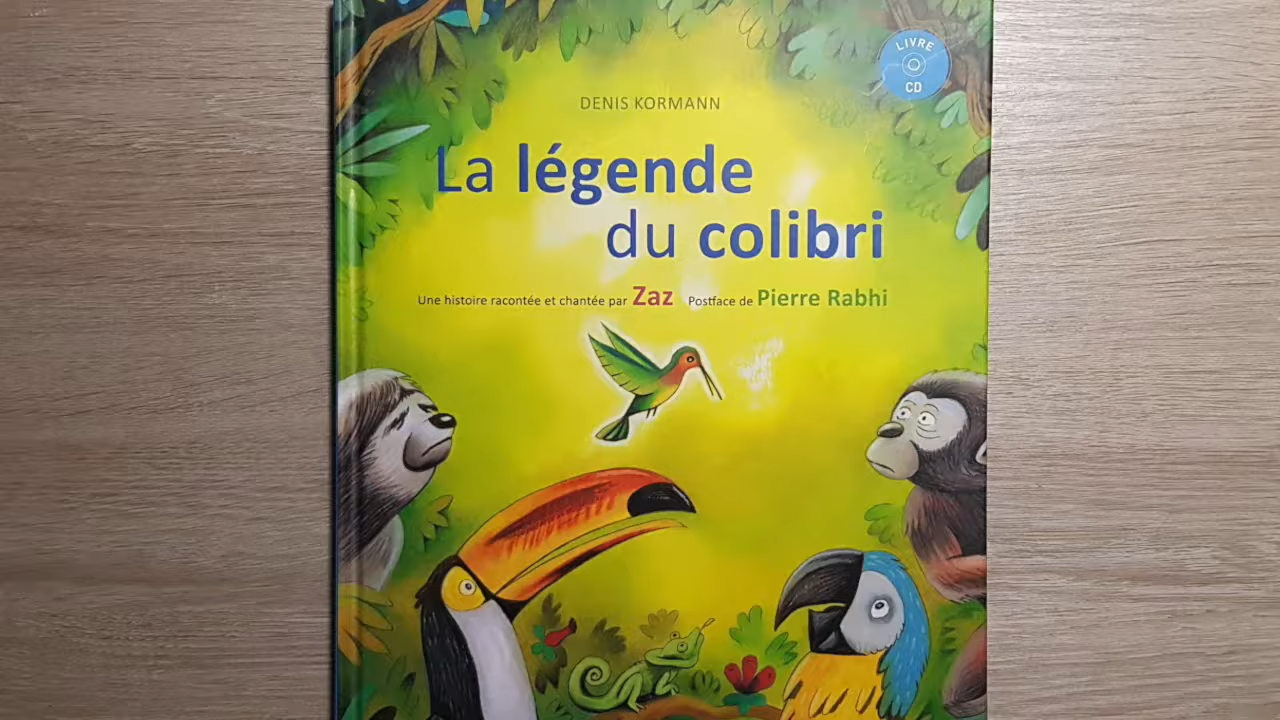 LIVRE
CD
DENIS KORMANN
La légende
du colibri
Une histoire racontée et chantée par Zaz Postface de Pierre Rabhi